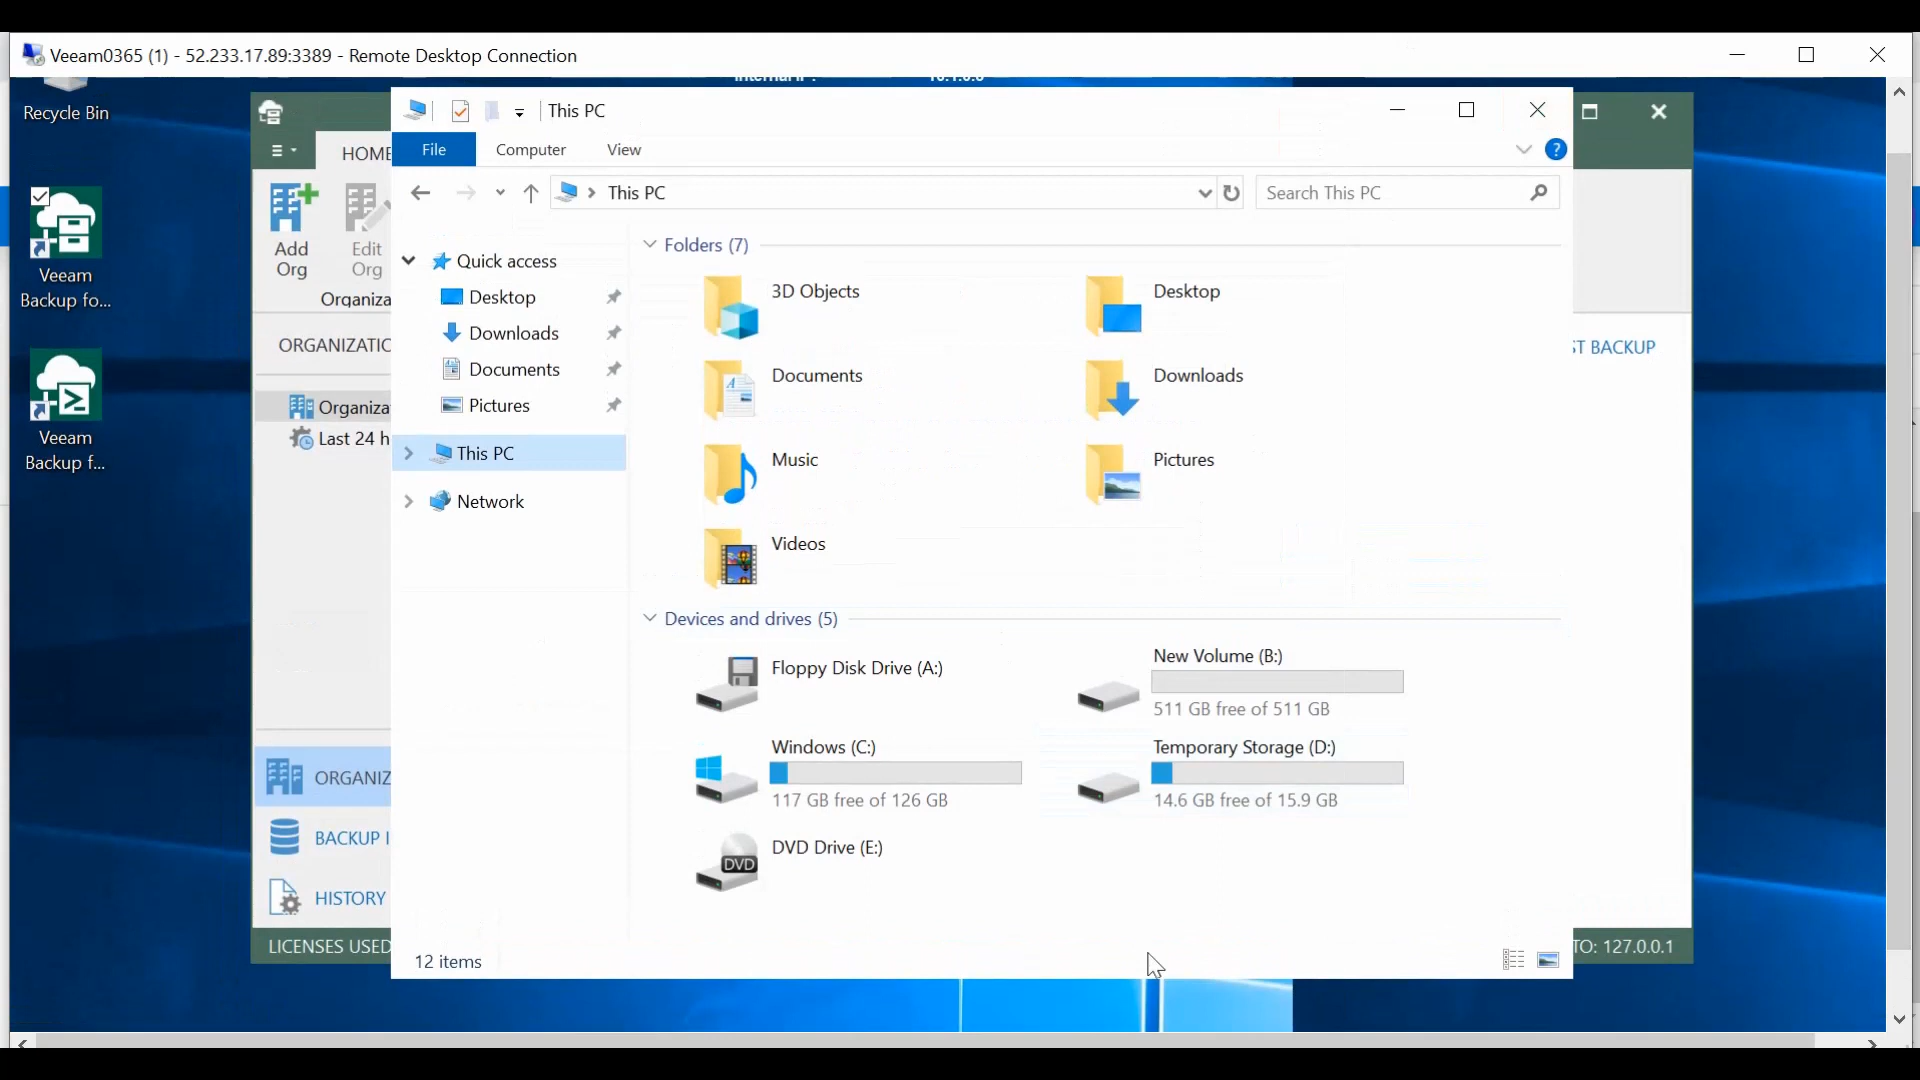 Veeam0365 (1) - 52.233.17.89:3389 - Remote Desktop Connection
Recycle Bin
Veeam
Backup fo...
Veeam
Backup f...
HOME
Add
Org
Edit
Org
Organiza
ORGANIZATIO
Organiza
Last 24 h
ORGANIZ
BACKUP I
HISTORY
LICENSES USED
This PC
File
Computer
View
This PC
Search This PC
Quick access
Desktop
Downloads
Documents
Pictures
This PC
Network
Folders (7)
3D Objects
Desktop
Documents
Downloads
Music
Pictures
Videos
Devices and drives (5)
Floppy Disk Drive (A:)
New Volume (B:)
511 GB free of 511 GB
Windows (C:)
117 GB free of 126 GB
Temporary Storage (D:)
14.6 GB free of 15.9 GB
DVD
DVD Drive (E:)
12 items
ST BACKUP
TO: 127.0.0.1